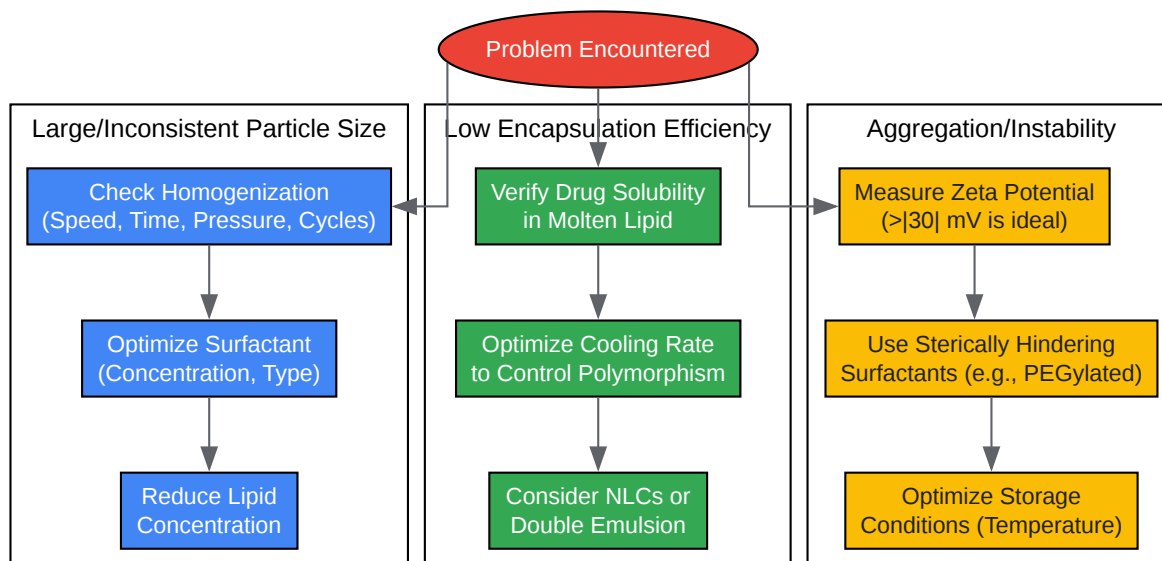 Problem Encountered
Large/Inconsistent Particle Size
Check Homogenization
(Speed, Time, Pressure, Cycles)
Optimize Surfactant
(Concentration, Type)
Reduce Lipid
Concentration
Low Encapsulation Efficiency
Verify Drug Solubility
in Molten Lipid
Optimize Cooling Rate
to Control Polymorphism
Consider NLCs or
Double Emulsion
Aggregation/Instability
Measure Zeta Potential
(>|30| mV is ideal)
Use Sterically Hindering
Surfactants (e.g., PEGylated)
Optimize Storage
Conditions (Temperature)